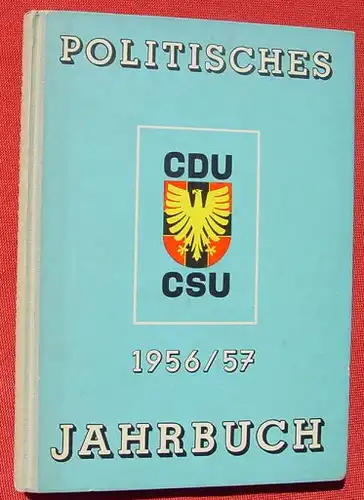 POLITISCHES
CDU
CSU
1956/57
JAHRBUCH